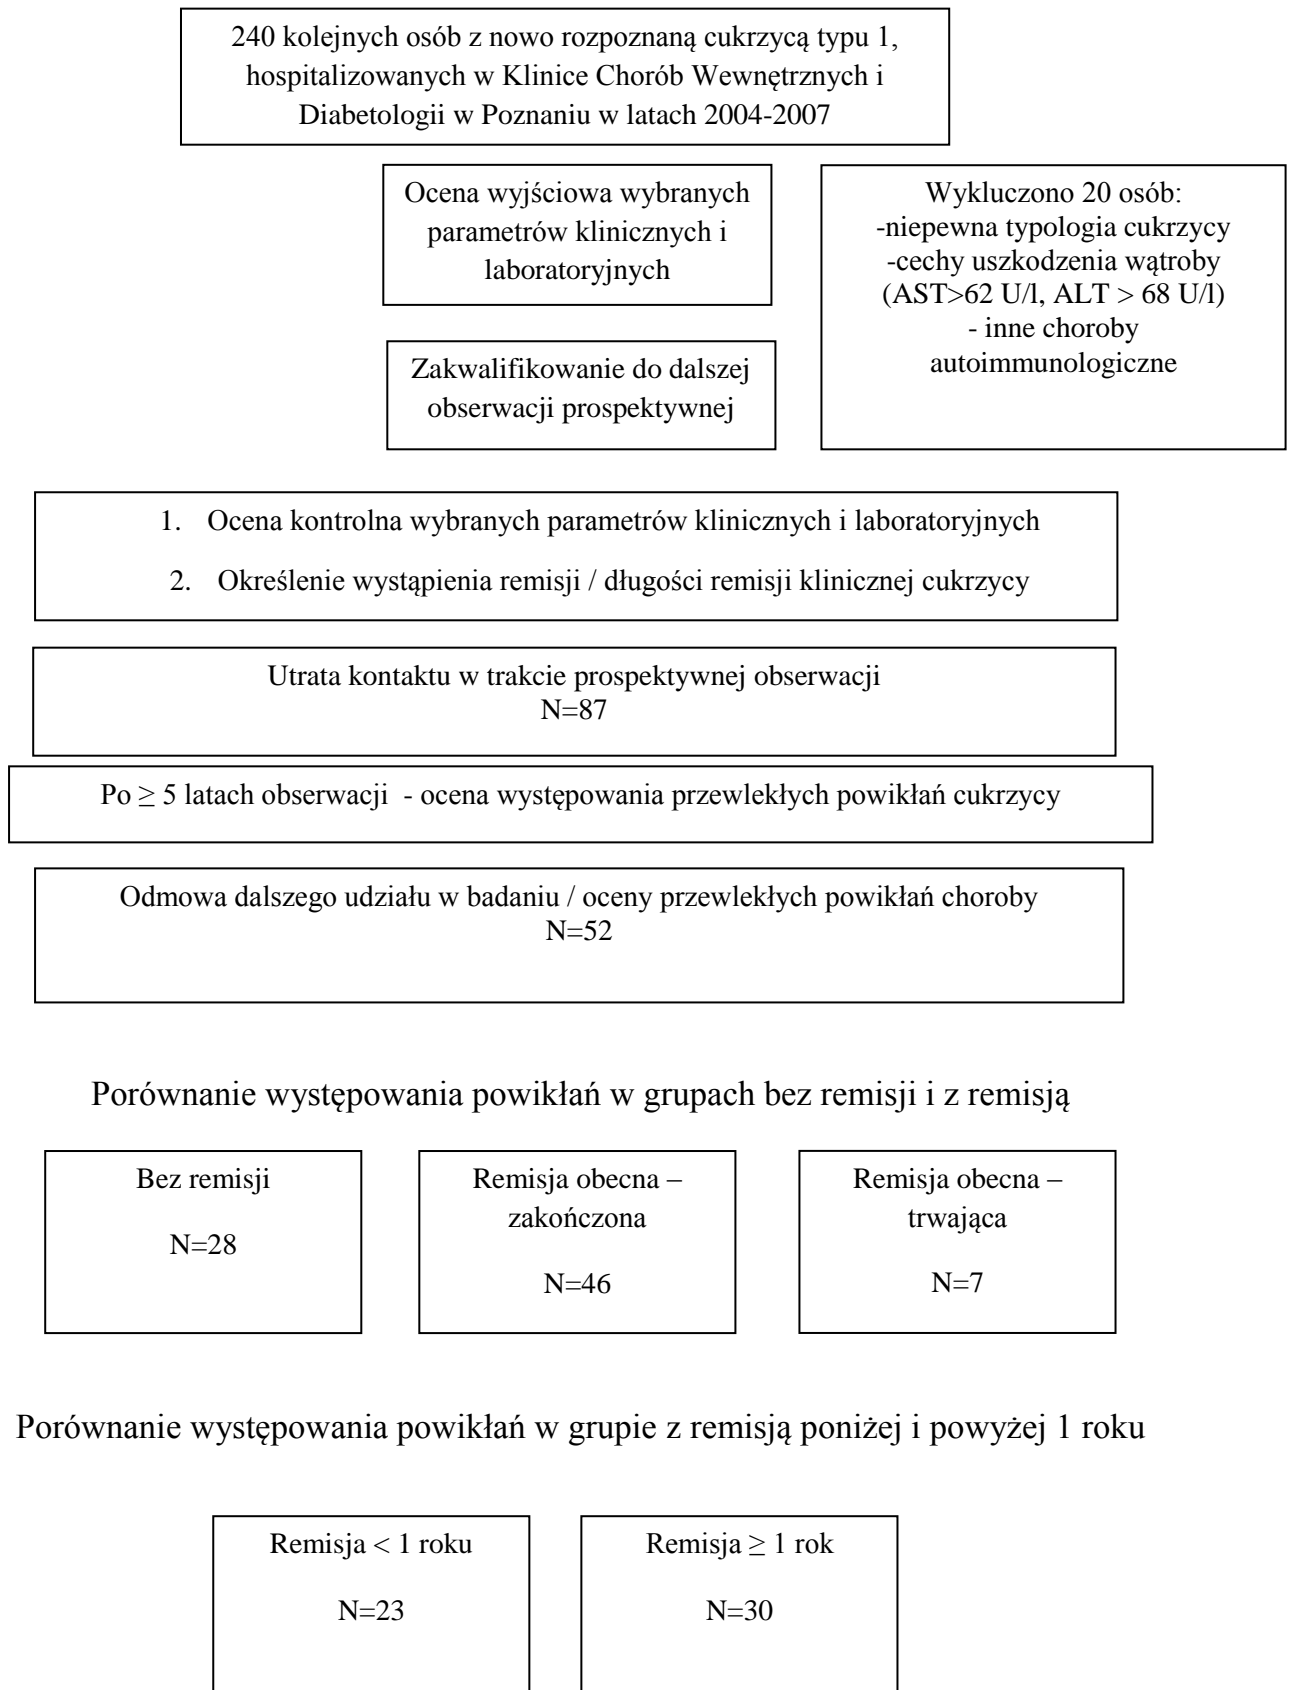 240 kolejnych osób z nowo rozpoznaną cukrzycą typu 1,
hospitalizowanych w Klinice Chorób Wewnętrznych i
Diabetologii w Poznaniu w latach 2004-2007
Ocena wyjściowa wybranych
parametrów klinicznych i
laboratoryjnych
Wykluczono 20 osób:
-niepewna typologia cukrzycy
-cechy uszkodzenia wątroby
(AST>62 U/l, ALT > 68 U/l)
- inne choroby
autoimmunologiczne
Zakwalifikowanie do dalszej
obserwacji prospektywnej
1. Ocena kontrolna wybranych parametrów klinicznych i laboratoryjnych
2. Określenie wystąpienia remisji / długości remisji klinicznej cukrzycy
Utrata kontaktu w trakcie prospektywnej obserwacji
N=87
Po ≥ 5 latach obserwacji - ocena występowania przewlekłych powikłań cukrzycy
Odmowa dalszego udziału w badaniu / oceny przewlekłych powikłań choroby
N=52
Porównanie występowania powikłań w grupach bez remisji i z remisją
Bez remisji
N=28
Remisja obecna –
zakończona
N=46
Remisja obecna –
trwająca
N=7
Porównanie występowania powikłań w grupie z remisją poniżej i powyżej 1 roku
Remisja < 1 roku
N=23
Remisja ≥ 1 rok
N=30